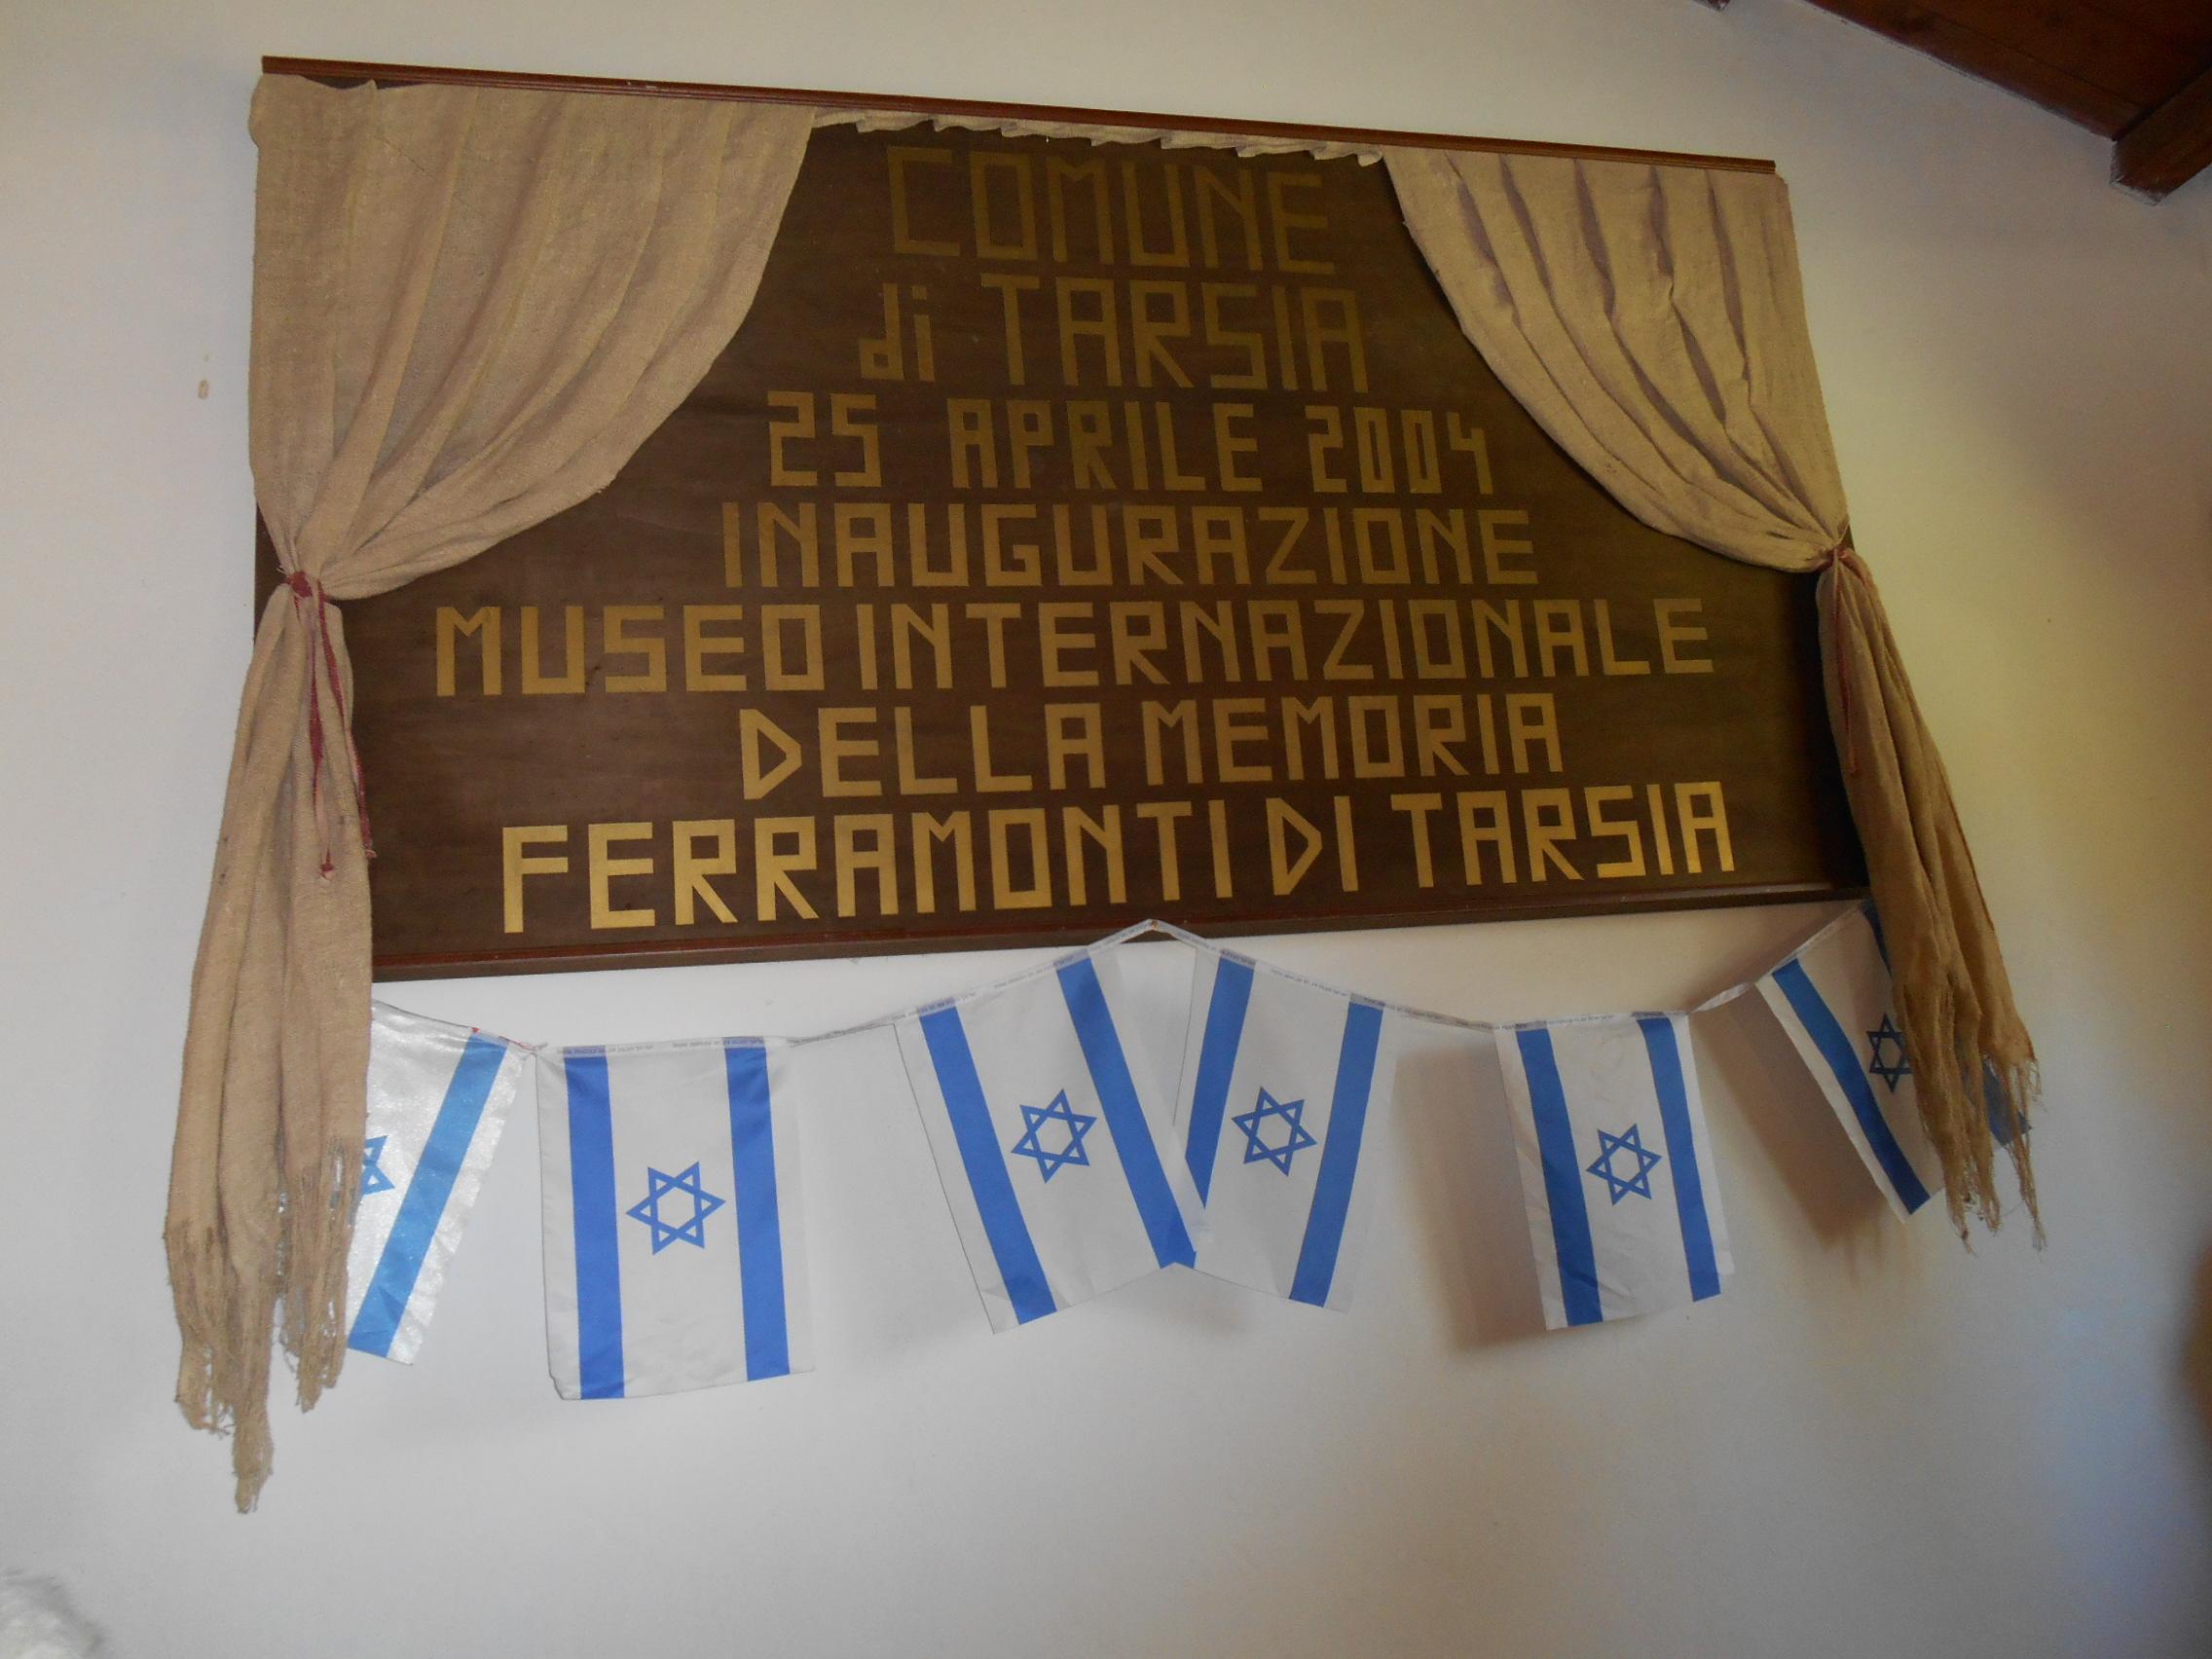 COMUNE
di TARSIA
25 APRILE 2004
INAUGURAZIONE
MUSEO INTERNAZIONALE
DELLA MEMORIA
FERRAMONTI DI TARSIA